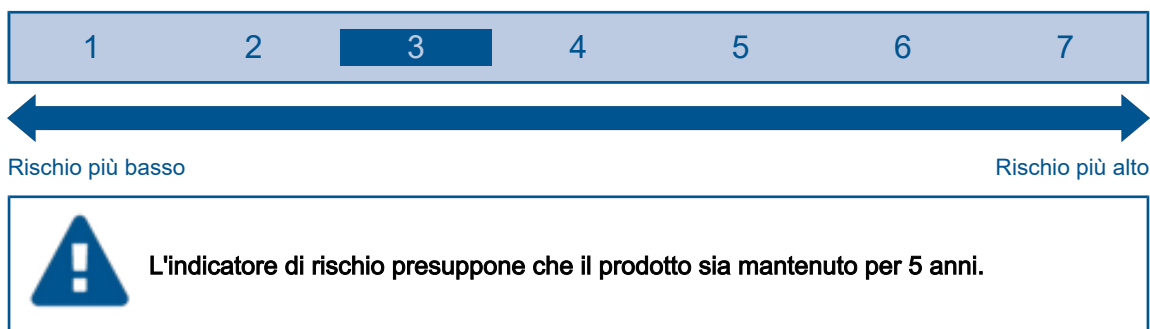 1 2 3 4 5 6 7
Rischio più basso Rischio più alto
L'indicatore di rischio presuppone che il prodotto sia mantenuto per 5 anni.